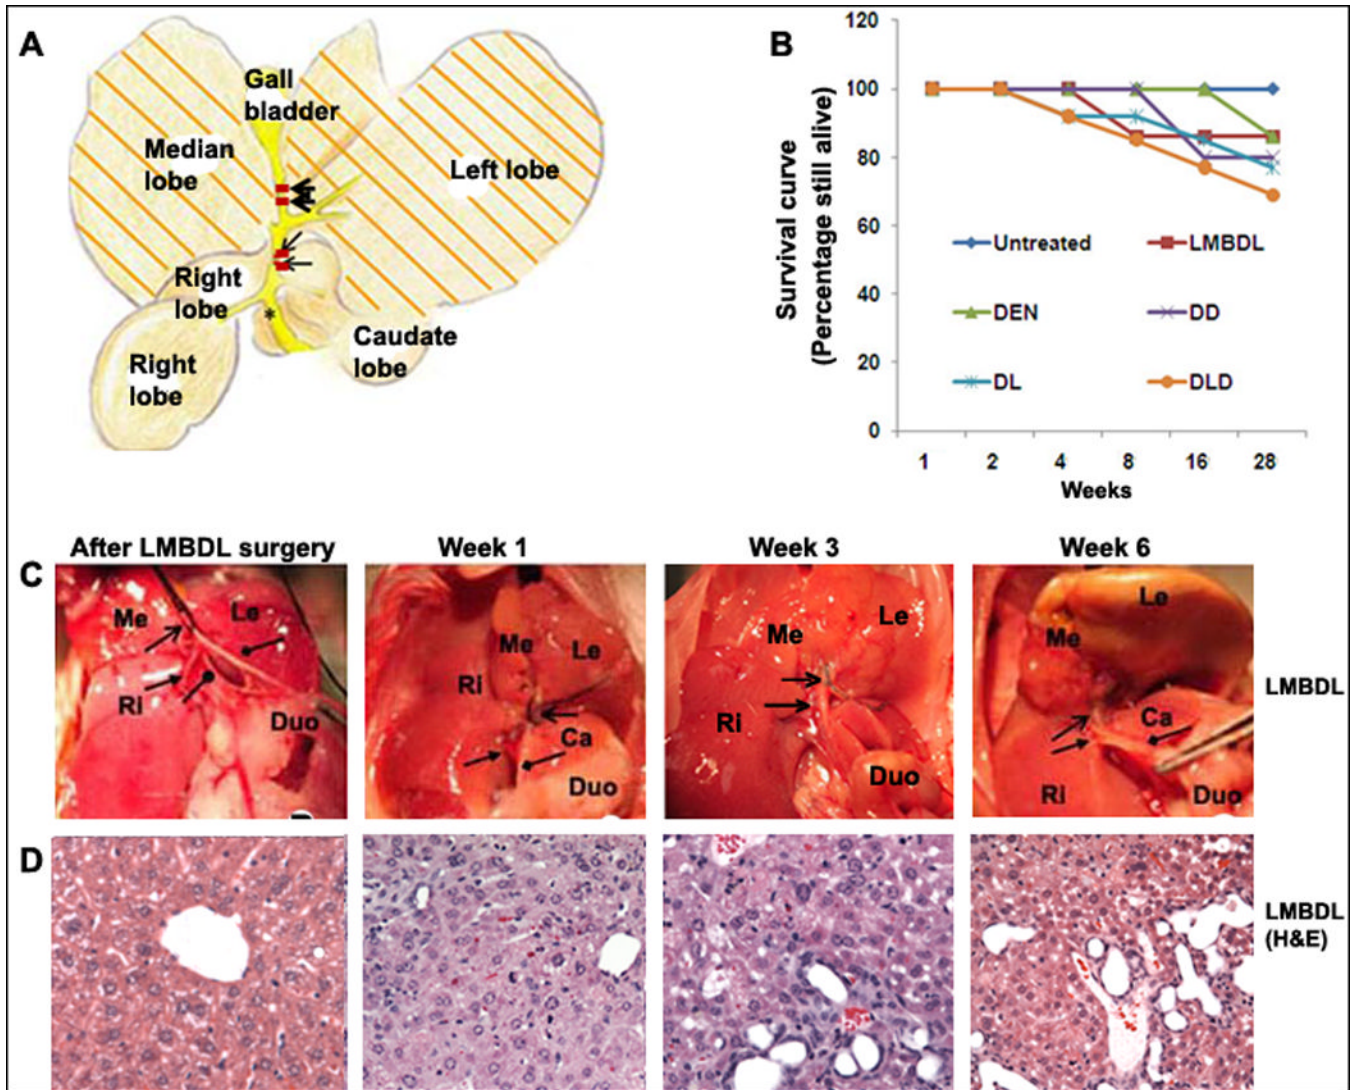 A
Gall
bladder
Median
lobe
Left lobe
Right
lobe
*
Caudate
lobe
Right
lobe
B
Survival curve
(Percentage still alive)
120
100
80
60
40
20
0
Untreated
LMBDL
DEN
DD
DL
DLD
1 2 4 8 16 28
Weeks
C
After LMBDL surgery
Week 1
Week 3
Week 6
Me
Le
Ri
Duo
Me
Le
Ri
Ca
Duo
Me
Le
Ri
Duo
Le
Me
Ca
Ri
Duo
LMBDL
D
LMBDL
(H&E)